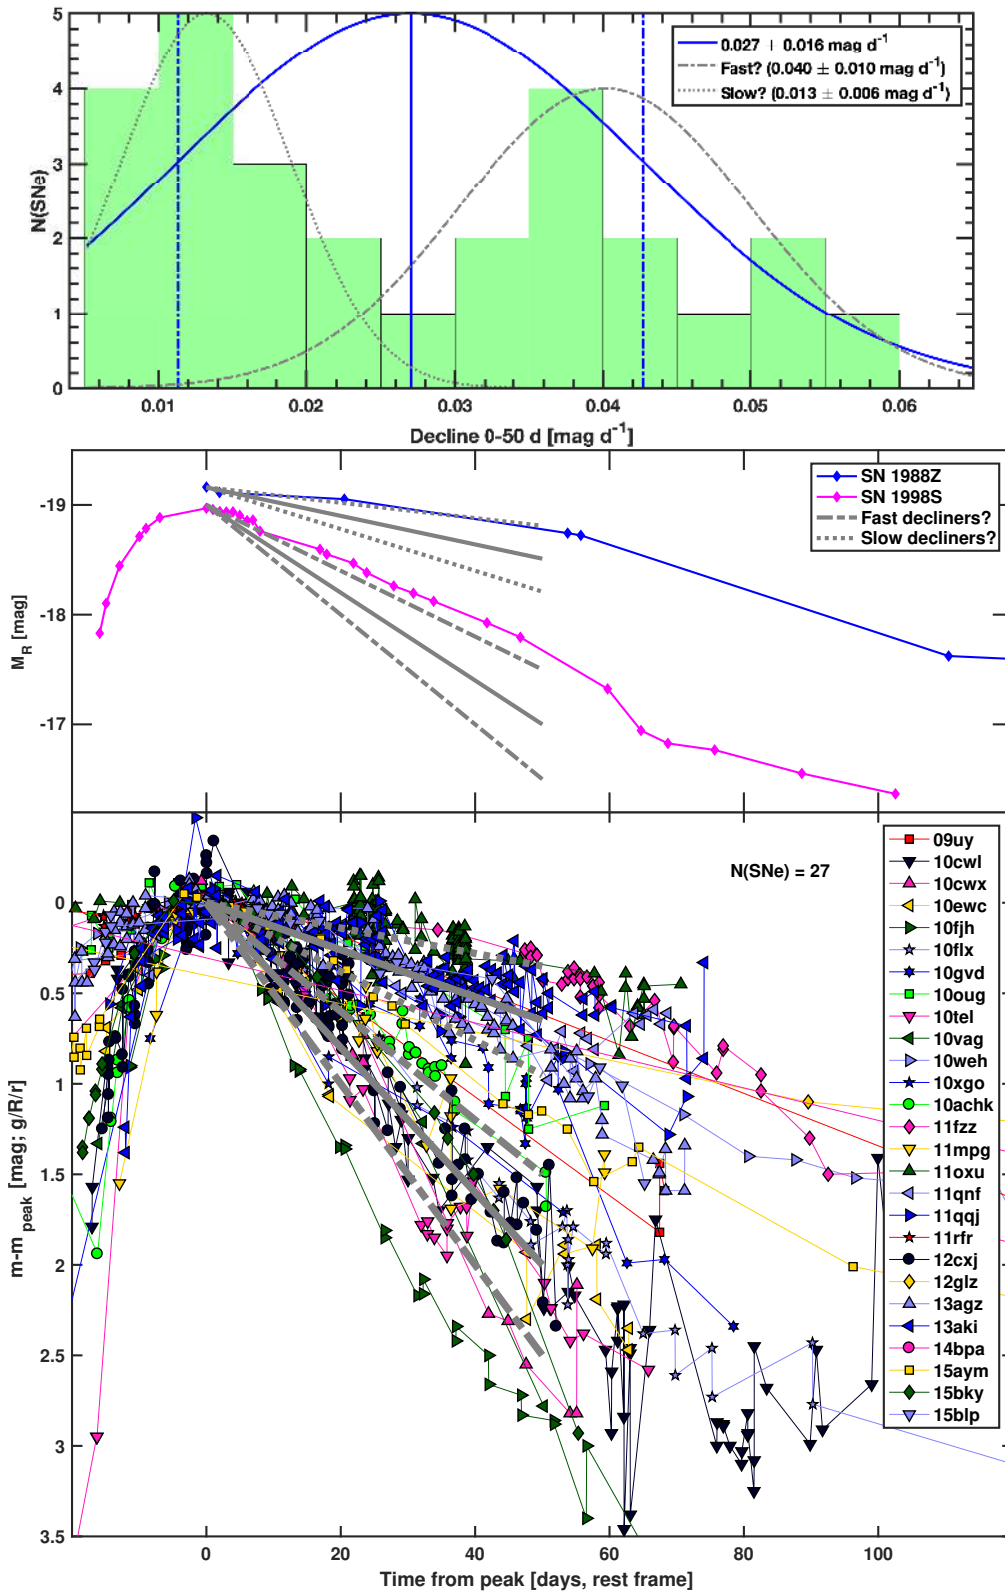 5
4
3
2
1
0
N(SNe)
0.027 ± 0.016 mag d⁻¹
Fast? (0.040 ± 0.010 mag d⁻¹)
Slow? (0.013 ± 0.006 mag d⁻¹)
0.01 0.02 0.03 0.04 0.05 0.06
Decline 0-50 d [mag d⁻¹]
-19
-18
-17
M_R [mag]
SN 1988Z
SN 1998S
Fast decliners?
Slow decliners?
0
0.5
1
1.5
2
2.5
3
3.5
m-m_peak [mag; g/R/r]
N(SNe) = 27
09uy
10cwl
10cwx
10ewc
10fjh
10flx
10gvd
10oug
10tel
10vag
10weh
10xgo
10achk
11fzz
11mpg
11oxu
11qnf
11qqj
11rfr
12cxj
12glz
13agz
13aki
14bpa
15aym
15bky
15blp
0 20 40 60 80 100
Time from peak [days, rest frame]